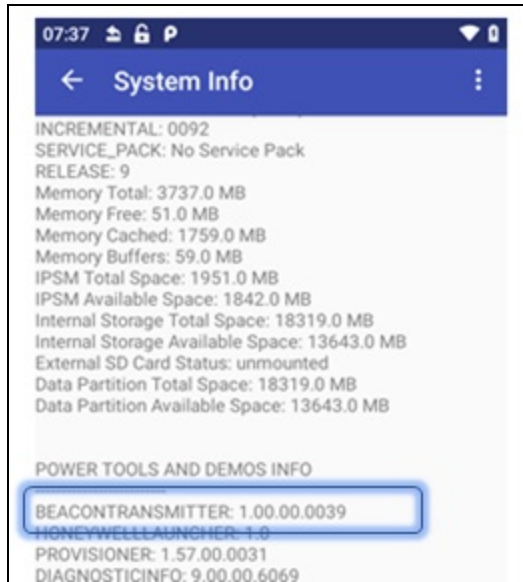 07:37 P
System Info
INCREMENTAL: 0092
SERVICE_PACK: No Service Pack
RELEASE: 9
Memory Total: 3737.0 MB
Memory Free: 51.0 MB
Memory Cached: 1759.0 MB
Memory Buffers: 59.0 MB
IPSM Total Space: 1951.0 MB
IPSM Available Space: 1842.0 MB
Internal Storage Total Space: 18319.0 MB
Internal Storage Available Space: 13643.0 MB
External SD Card Status: unmounted
Data Partition Total Space: 18319.0 MB
Data Partition Available Space: 13643.0 MB
POWER TOOLS AND DEMOS INFO
--------------------------
BEACONTRANSMITTER: 1.00.00.0039
HONEYWELLLAUNCHER: 1.0
PROVISIONER: 1.57.00.0031
DIAGNOSTICINFO: 9.00.00.6069